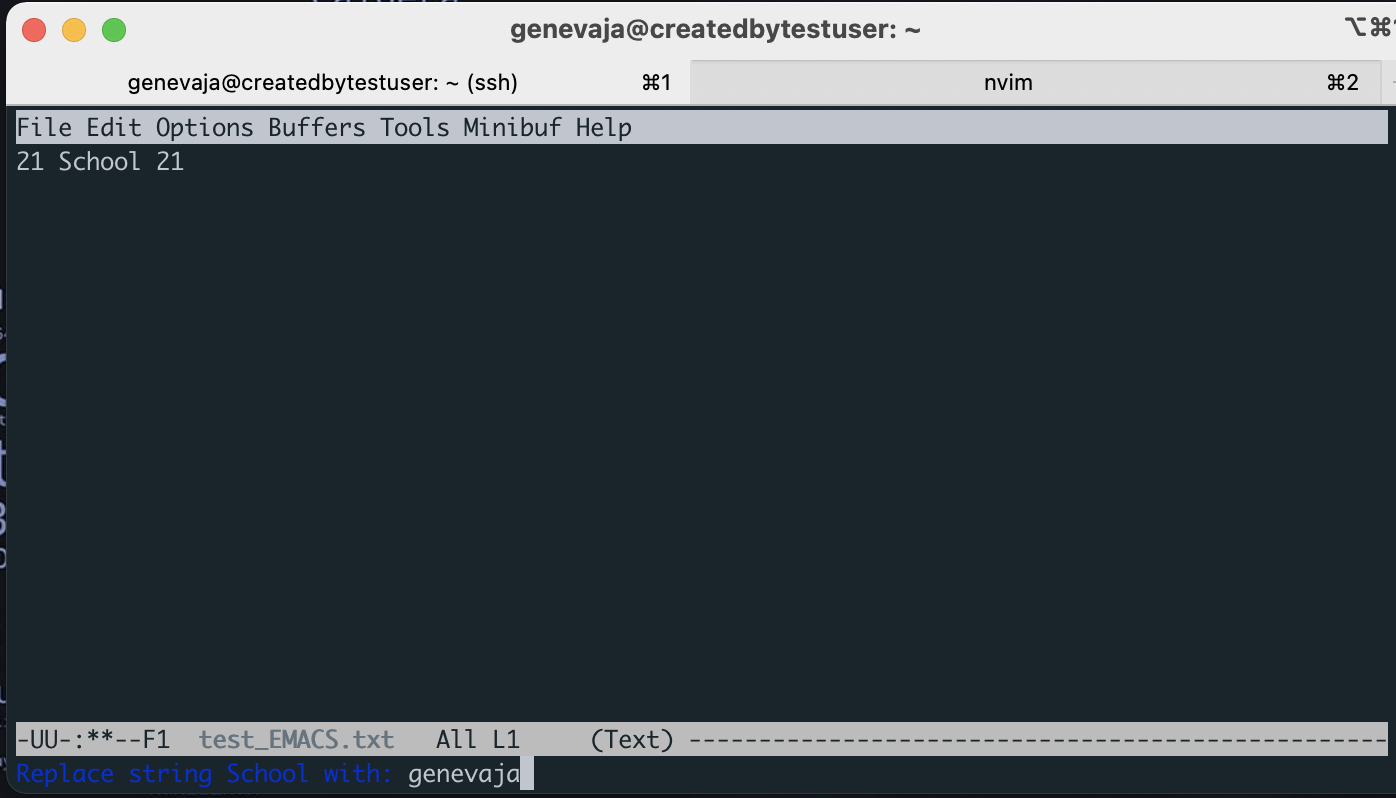 genevaja@createdbytestuser: ~ ⌥⌘1
genevaja@createdbytestuser: ~ (ssh) ⌘1 nvim ⌘2
File Edit Options Buffers Tools Minibuf Help
21 School 21
-UU-:**--F1  test_EMACS.txt   All L1     (Text) --------------------------------------------------
Replace string School with: genevaja